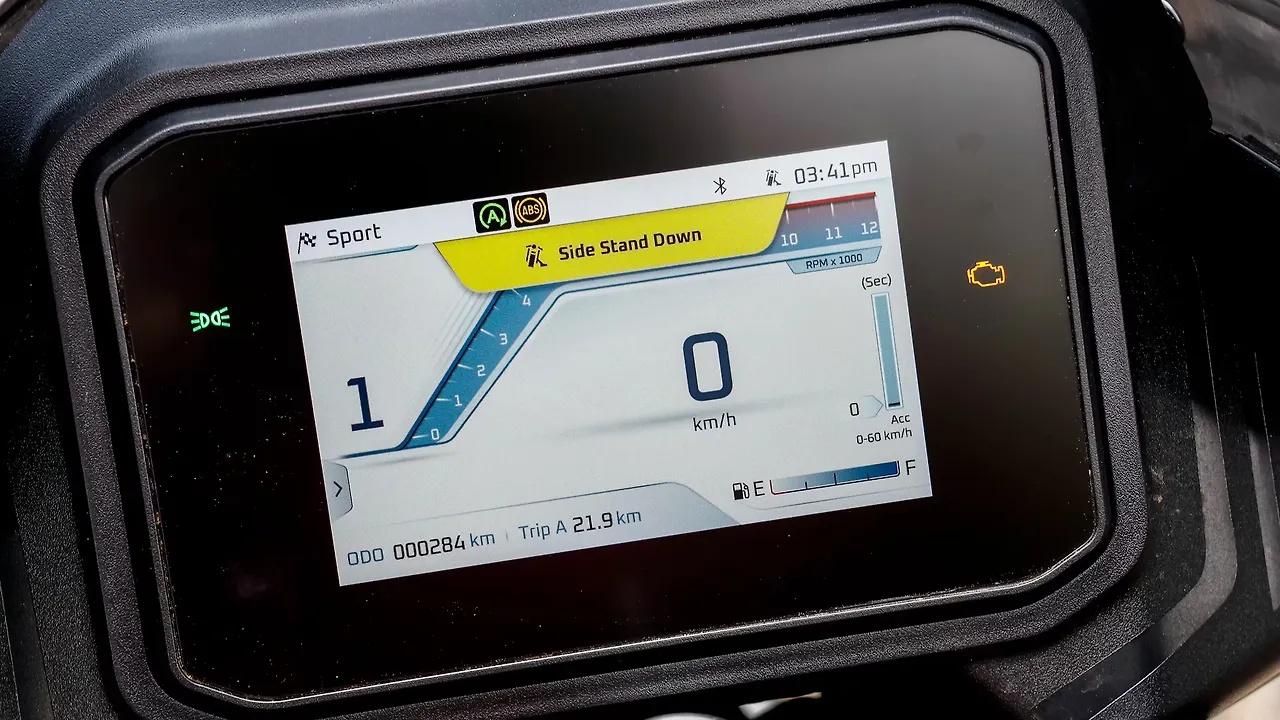 Sport
A
ABS
03:41pm
Side Stand Down
10 11 12
RPM x 1000
4
3
2
1
0
1
0
km/h
(Sec)
0
Acc
0-60 km/h
E F
ODO 000284 km Trip A 21.9 km